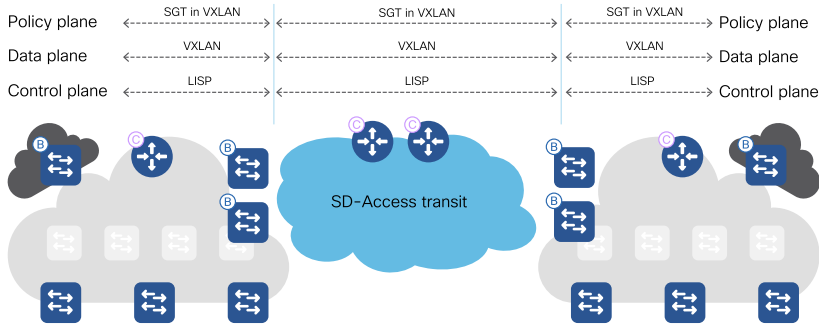 Policy plane SGT in VXLAN SGT in VXLAN SGT in VXLAN Policy plane
Data plane VXLAN VXLAN VXLAN Data plane
Control plane LISP LISP LISP Control plane
C C C C
B B B B
SD-Access transit
B B